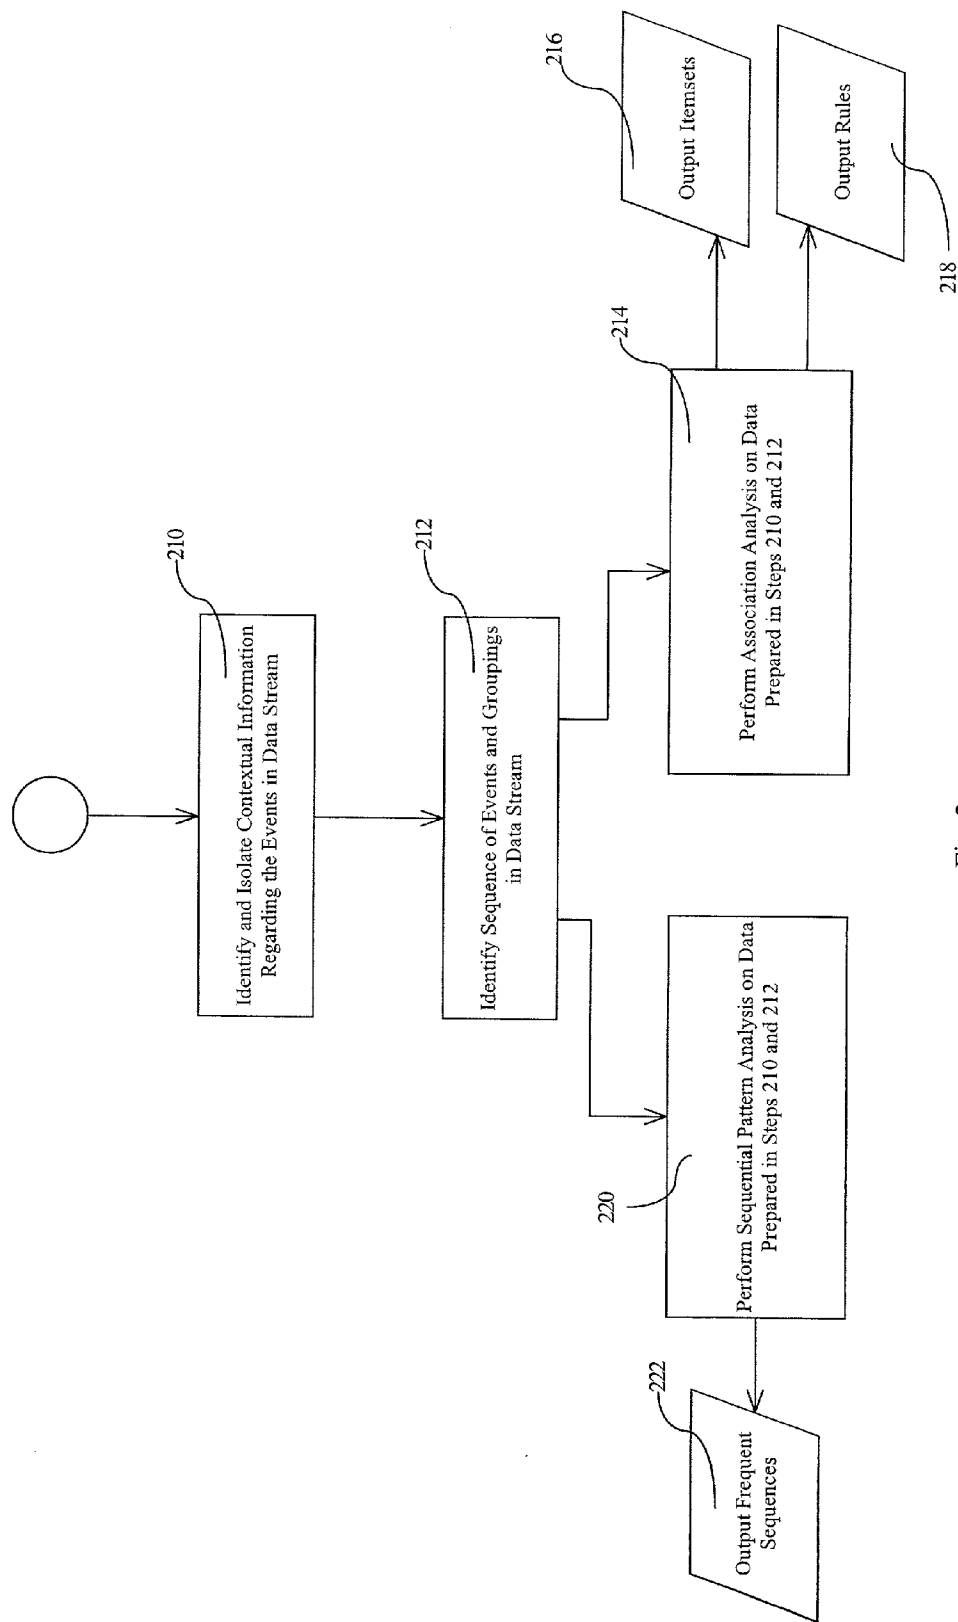 210
Identify and Isolate Contextual Information
Regarding the Events in Data Stream
212
Identify Sequence of Events and Groupings
in Data Stream
214
Perform Association Analysis on Data
Prepared in Steps 210 and 212
216
Output Itemsets
Output Rules
218
220
Perform Sequential Pattern Analysis on Data
Prepared in Steps 210 and 212
222
Output Frequent
Sequences